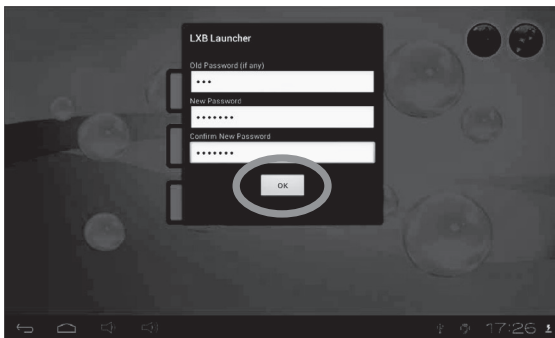 LXB Launcher
Old Password (if any)
•••
New Password
•••••••
Confirm New Password
•••••••
OK
17:26